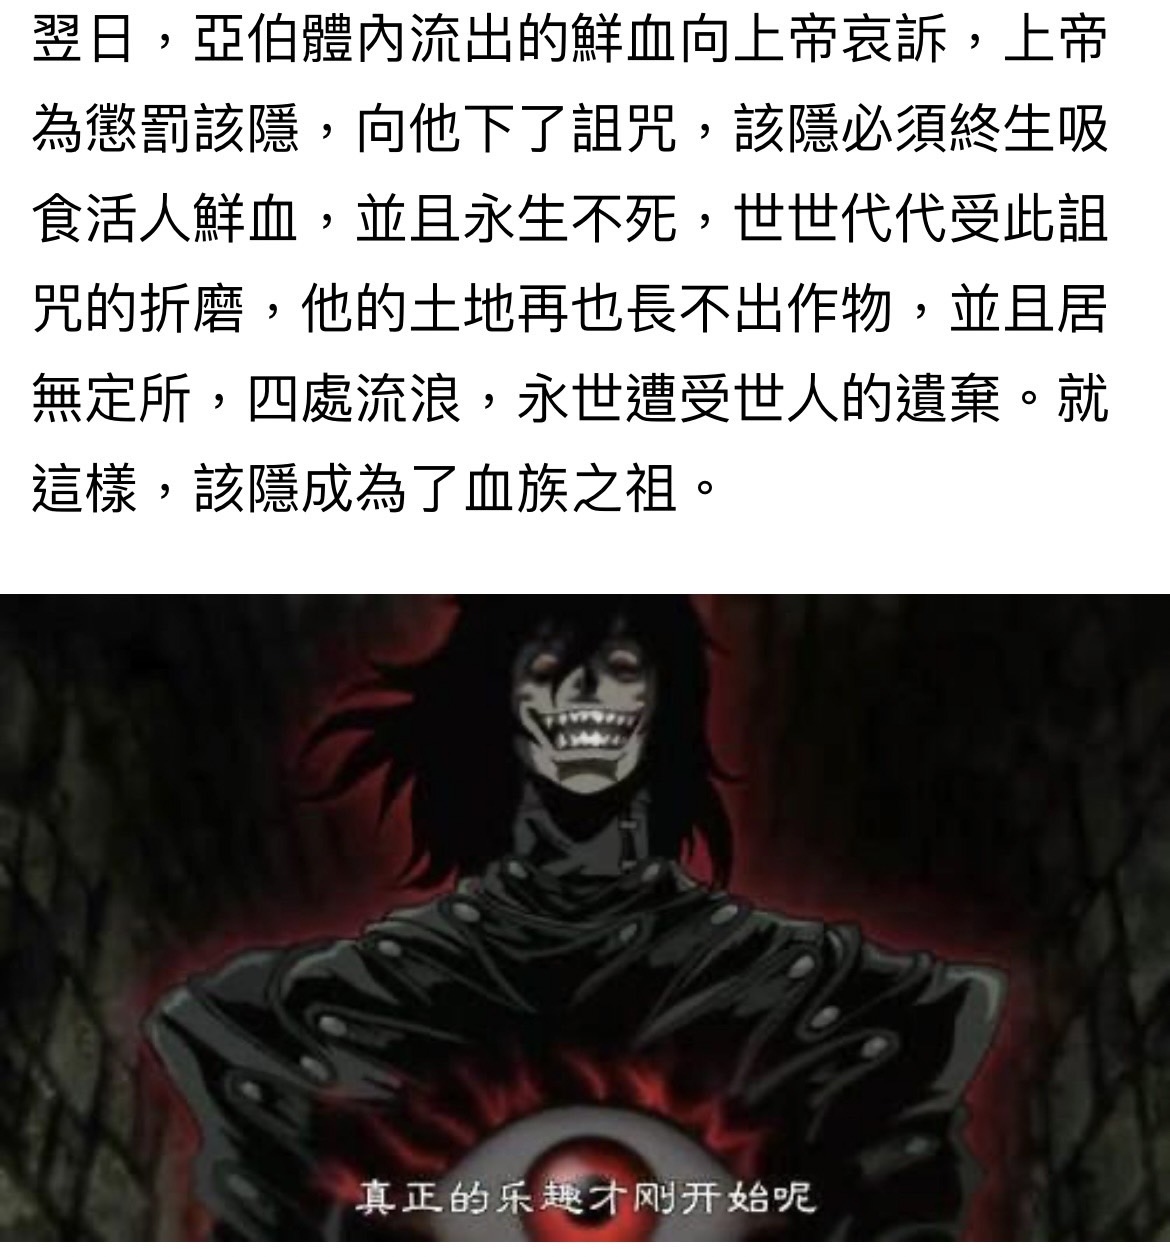 翌日，亞伯體內流出的鮮血向上帝哀訴，上帝
為懲罰該隱，向他下了詛咒，該隱必須終生吸
食活人鮮血，並且永生不死，世世代代受此詛
咒的折磨，他的土地再也長不出作物，並且居
無定所，四處流浪，永世遭受世人的遺棄。就
這樣，該隱成為了血族之祖。
真正的乐趣才刚开始呢